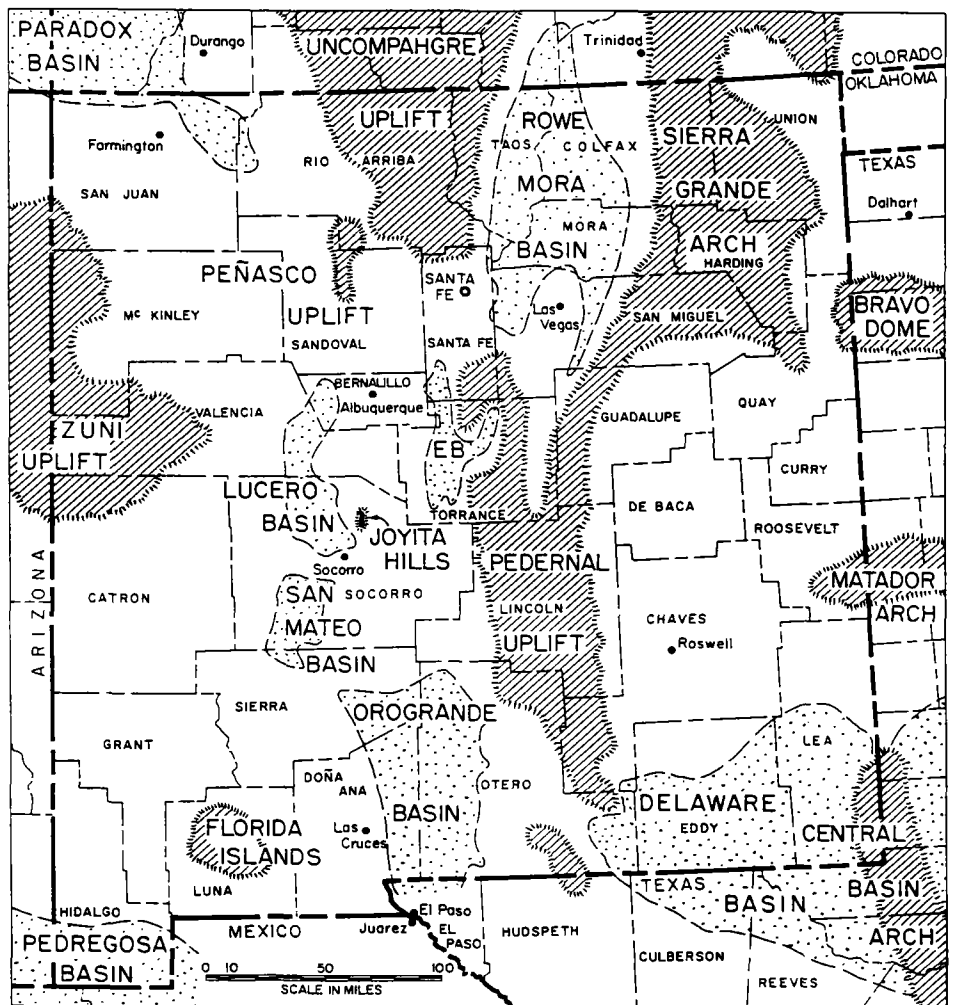 PARADOX
BASIN
Durango
UNCOMPAHGRE
Trinidad
COLORADO
OKLAHOMA
UPLIFT
ROWE
SIERRA
UNION
Farmington
RIO
ARRIBA
TAOS
COLFAX
TEXAS
SAN JUAN
MORA
GRANDE
Dalhart
MORA
PEÑASCO
BASIN
ARCH
HARDING
SANTA
FE
Mc KINLEY
UPLIFT
Las
Vegas
SAN MIGUEL
BRAVO
DOME
SANDOVAL
SANTA FE
BERNALILLO
VALENCIA
Albuquerque
GUADALUPE
QUAY
ZUNI
UPLIFT
EB
CURRY
LUCERO
BASIN
TORRANCE
DE BACA
ROOSEVELT
JOYITA
HILLS
ARIZONA
Socorro
PEDERNAL
CATRON
SAN
MATEO
BASIN
SOCORRO
LINCOLN
UPLIFT
CHAVES
Roswell
MATADOR
ARCH
SIERRA
OROGRANDE
GRANT
LEA
DOÑA
ANA
OTERO
BASIN
DELAWARE
EDDY
CENTRAL
FLORIDA
ISLANDS
Las
Cruces
LUNA
TEXAS
BASIN
BASIN
ARCH
HIDALGO
MEXICO
El Paso
Juarez
EL
PASO
HUDSPETH
PEDREGOSA
BASIN
CULBERSON
REEVES
0 10 50 100
SCALE IN MILES